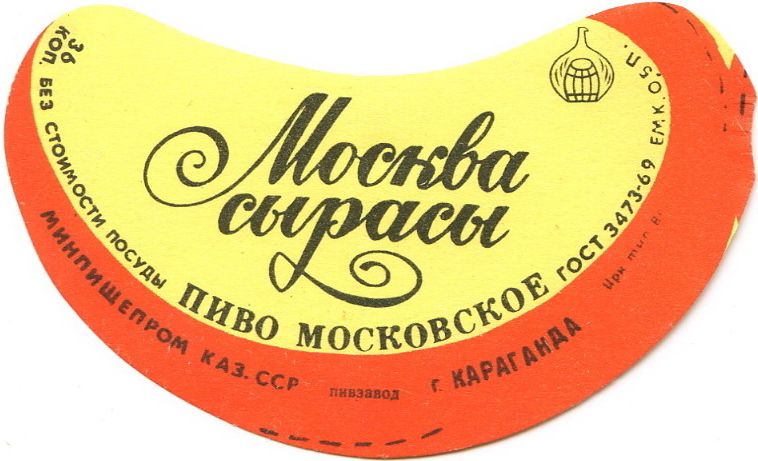 36
КОП. БЕЗ СТОИМОСТИ ПОСУДЫ
Москва
сырасы
ПИВО МОСКОВСКОЕ
ГОСТ 3473-69 ЕМК. 0,5 Л.
МИНПИЩЕПРОМ КАЗ. ССР
пивзавод
г. КАРАГАНДА